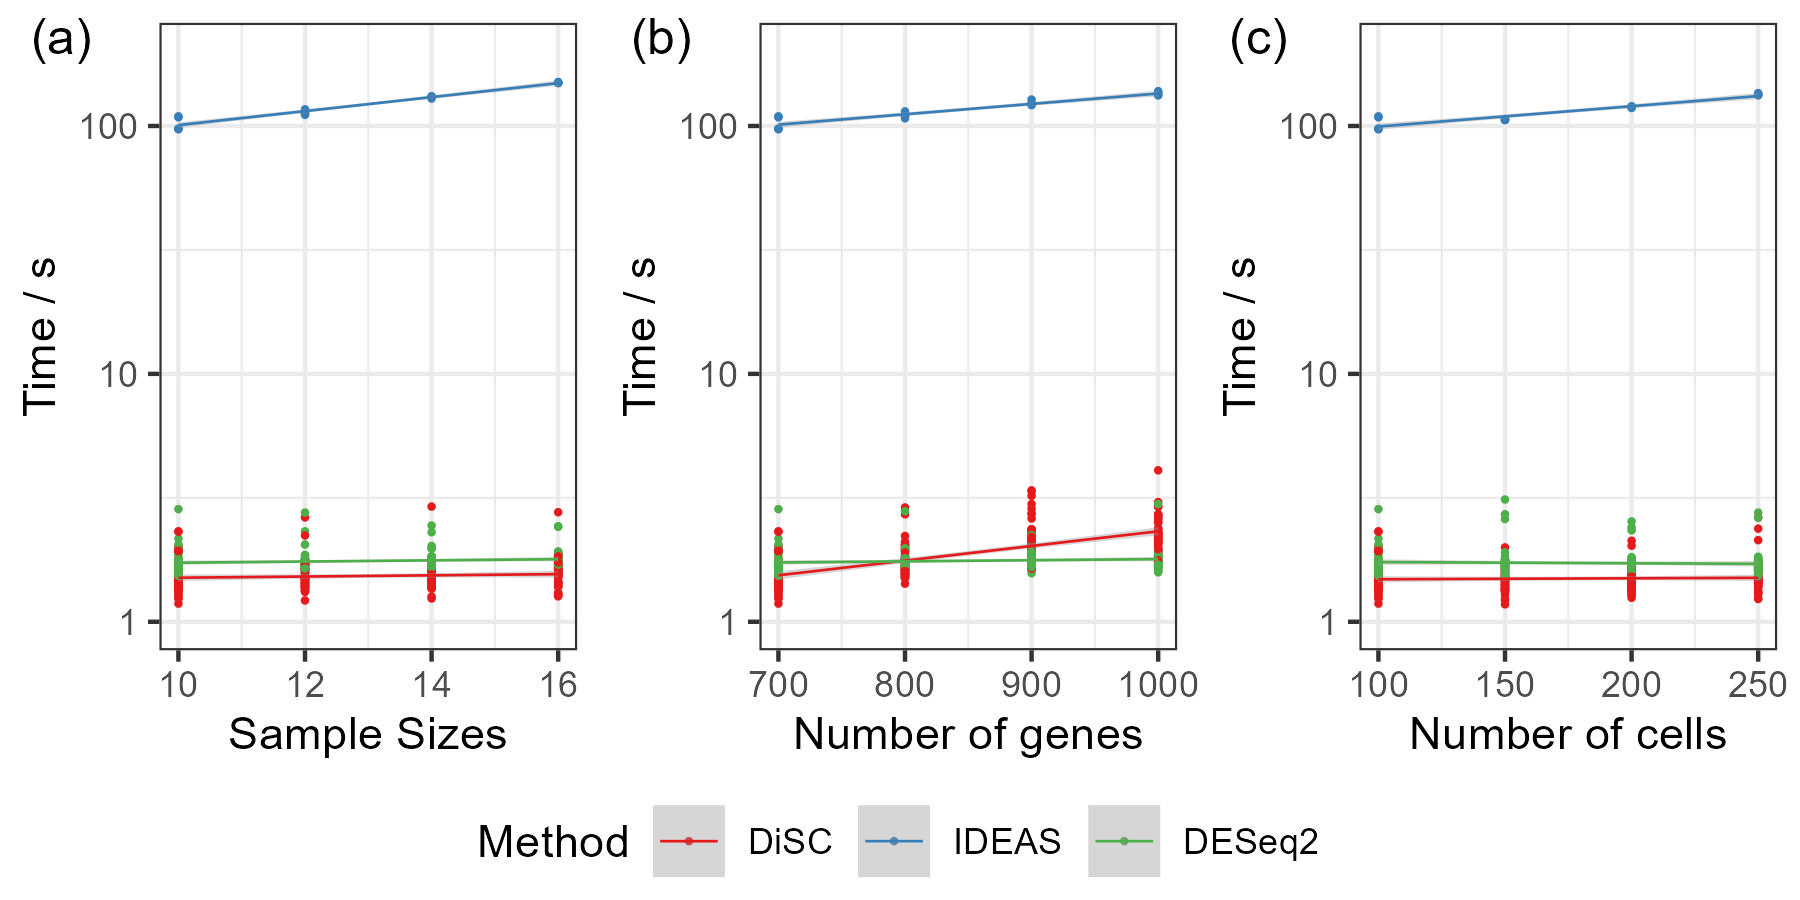 (a)
Time / s
100
10
1
10 12 14 16
Sample Sizes
(b)
Time / s
100
10
1
700 800 900 1000
Number of genes
(c)
Time / s
100
10
1
100 150 200 250
Number of cells
Method DiSC IDEAS DESeq2